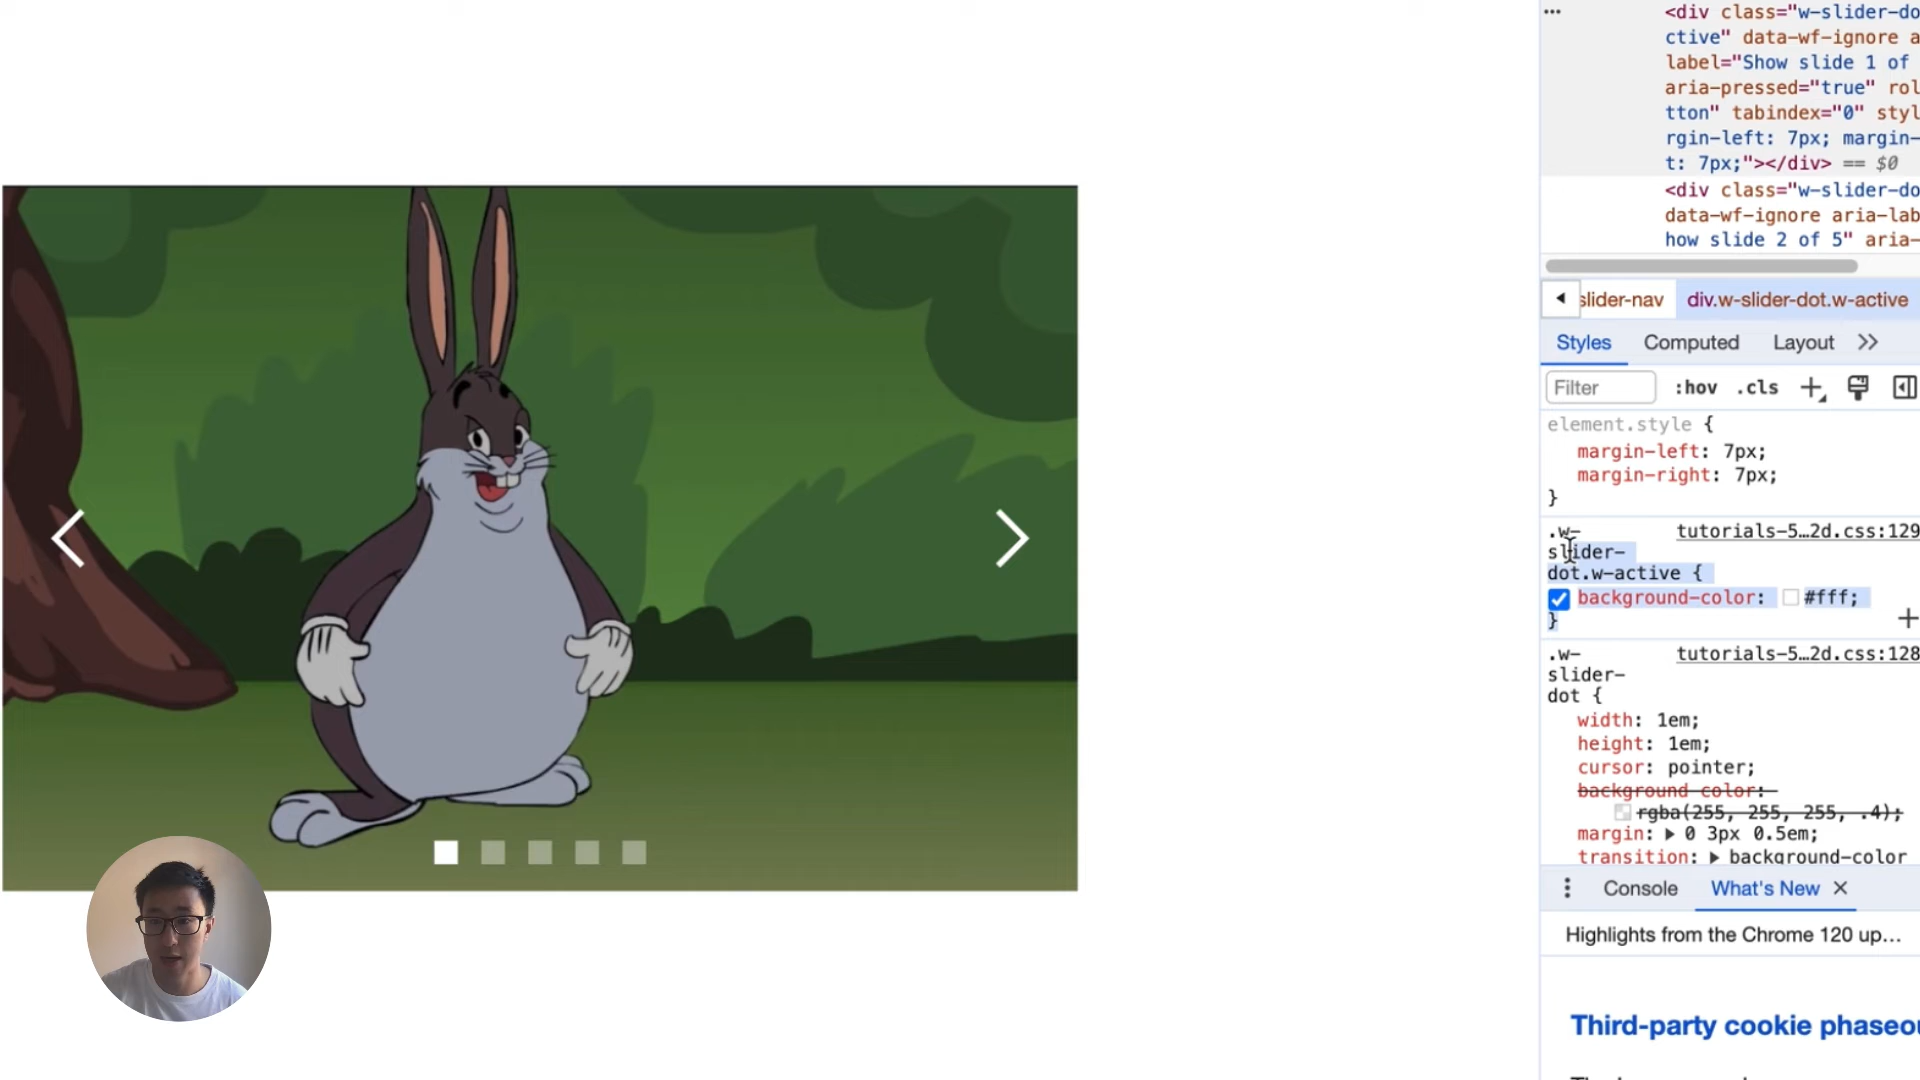 <div class="w-slider-do
ctive" data-wf-ignore a
label="Show slide 1 of
aria-pressed="true" rol
tton" tabindex="0" styl
rgin-left: 7px; margin-
t: 7px;"></div> == $0
<div class="w-slider-do
data-wf-ignore aria-lab
how slide 2 of 5" aria-
slider-nav div.w-slider-dot.w-active
Styles Computed Layout
Filter :hov .cls
element.style {
margin-left: 7px;
margin-right: 7px;
}
.w- tutorials-5…2d.css:129
slider-
dot.w-active {
background-color: #fff;
}
.w- tutorials-5…2d.css:128
slider-
dot {
width: 1em;
height: 1em;
cursor: pointer;
background-color:
rgba(255, 255, 255, .4);
margin: 0 3px 0.5em;
transition: background-color
Console What's New
Highlights from the Chrome 120 up…
Third-party cookie phaseou